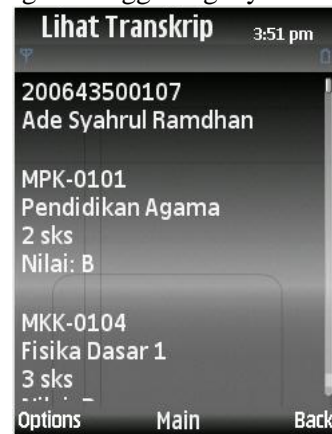 Lihat Transkrip 3:51 pm
200643500107
Ade Syahrul Ramdhan
MPK-0101
Pendidikan Agama
2 sks
Nilai: B
MKK-0104
Fisika Dasar 1
3 sks
Options Main Back